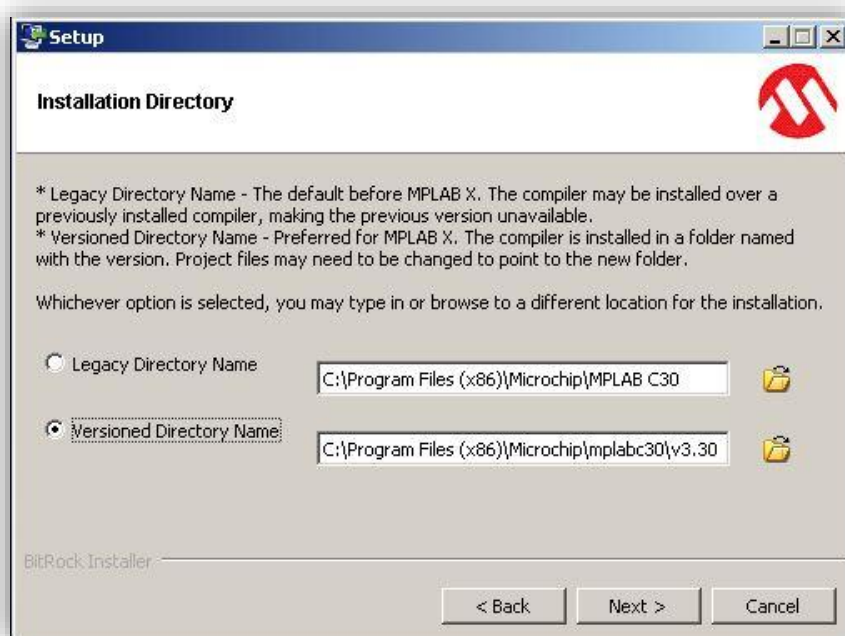 Setup
Installation Directory
* Legacy Directory Name - The default before MPLAB X. The compiler may be installed over a
previously installed compiler, making the previous version unavailable.
* Versioned Directory Name - Preferred for MPLAB X. The compiler is installed in a folder named
with the version. Project files may need to be changed to point to the new folder.
Whichever option is selected, you may type in or browse to a different location for the installation.
Legacy Directory Name
C:\Program Files (x86)\Microchip\MPLAB C30
Versioned Directory Name
C:\Program Files (x86)\Microchip\mplabc30\v3.30
BitRock Installer
< Back Next > Cancel